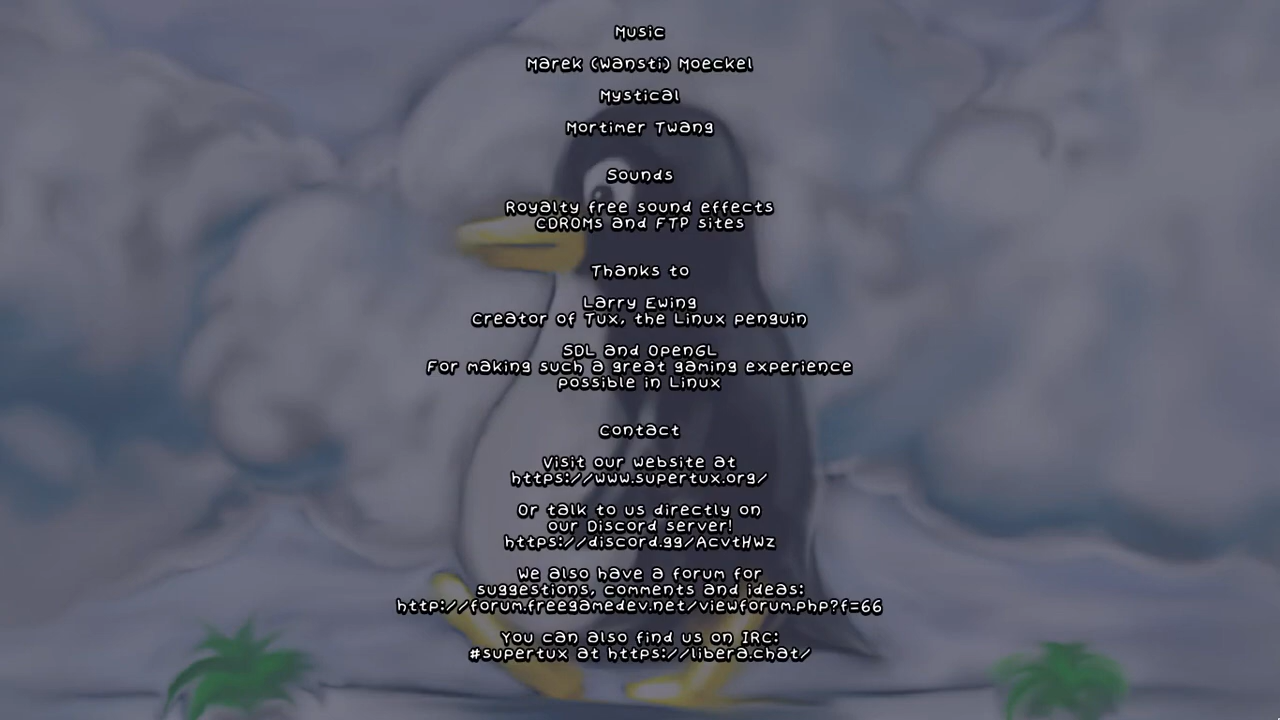 Music
Marek (Wansti) Moeckel
Mystical
Mortimer Twang
Sounds
Royalty free sound effects
CDROMs and FTP sites
Thanks to
Larry Ewing
Creator of Tux, the Linux penguin
SDL and OpenGL
For making such a great gaming experience
possible in Linux
Contact
Visit our website at
https://www.supertux.org/
Or talk to us directly on
our Discord server!
https://discord.gg/AcvtHWz
We also have a forum for
suggestions, comments and ideas:
http://forum.freegamedev.net/viewforum.php?f=66
You can also find us on IRC:
#supertux at https://libera.chat/